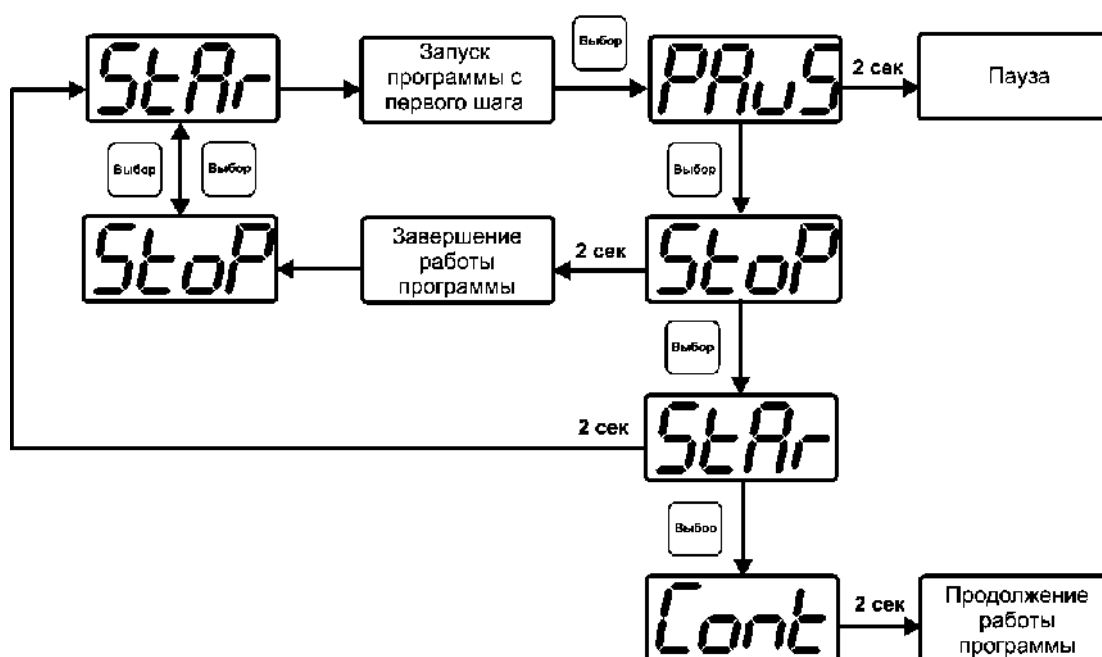 StAr
Запуск
программы с
первого шага
Выбор
PAuS
2 сек
Пауза
Выбор
Выбор
Выбор
StoP
Завершение
работы
программы
2 сек
StoP
Выбор
2 сек
StAr
Выбор
Cont
2 сек
Продолжение
работы
программы